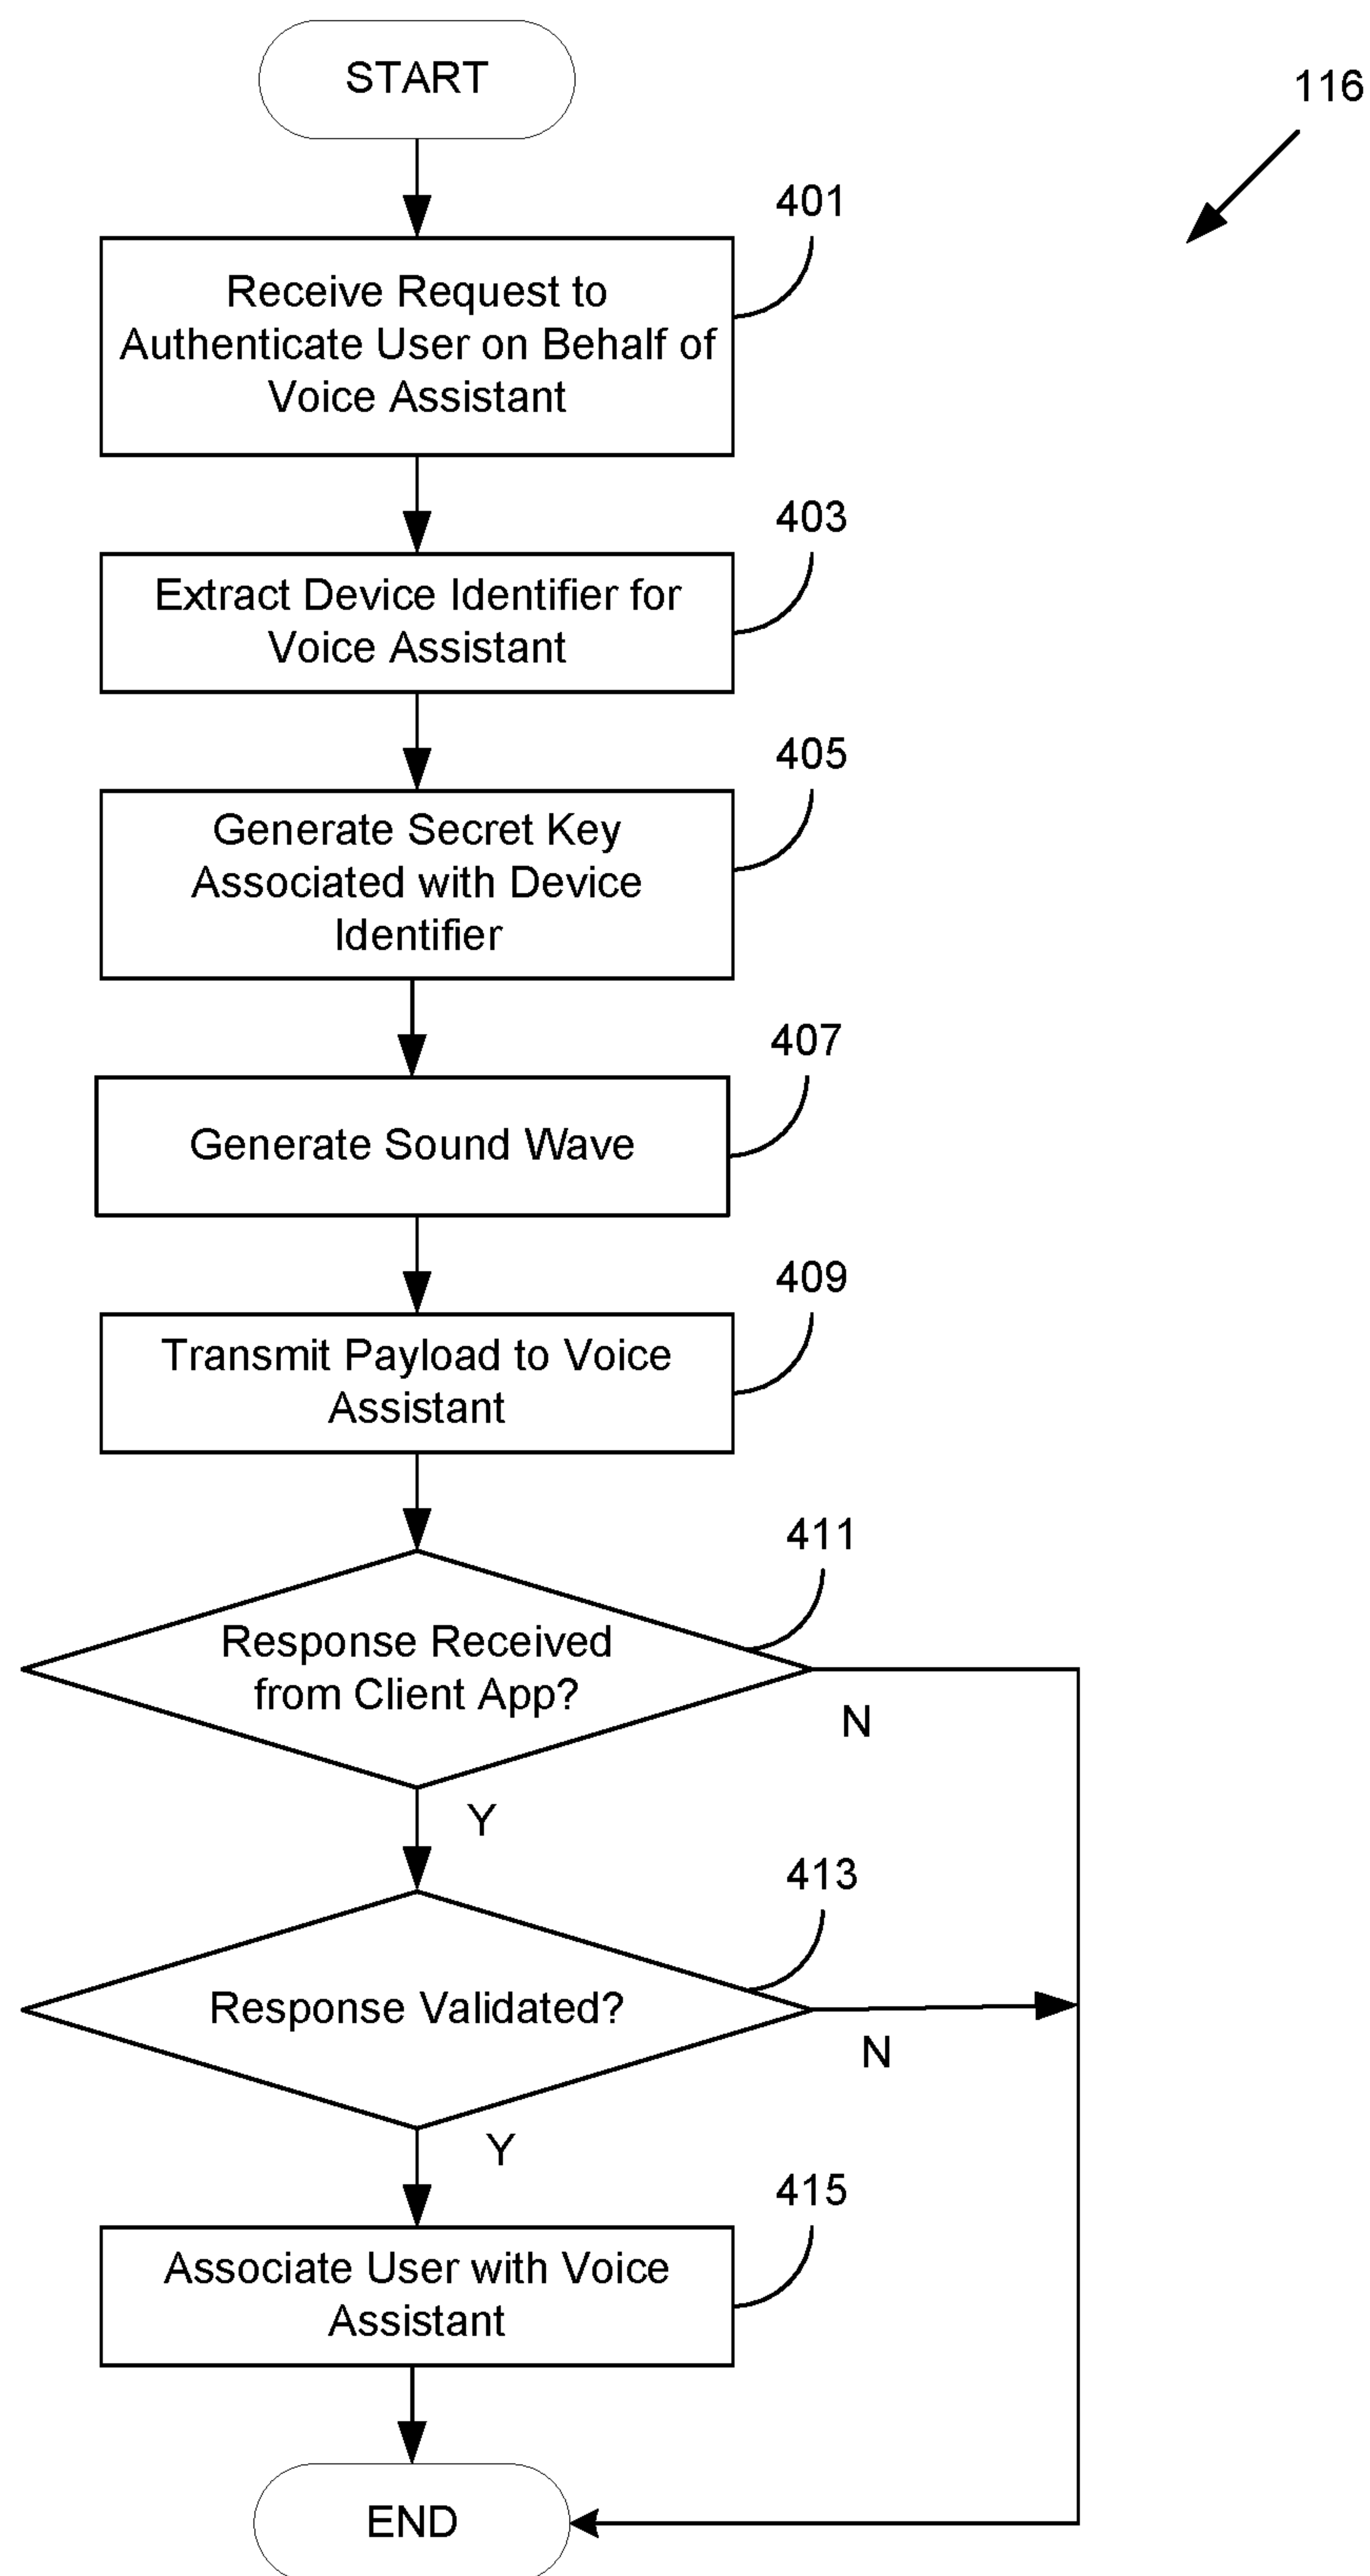 START
116
401
Receive Request to
Authenticate User on Behalf of
Voice Assistant
403
Extract Device Identifier for
Voice Assistant
405
Generate Secret Key
Associated with Device
Identifier
407
Generate Sound Wave
409
Transmit Payload to Voice
Assistant
411
Response Received
from Client App?
N
Y
413
Response Validated?
N
Y
415
Associate User with Voice
Assistant
END